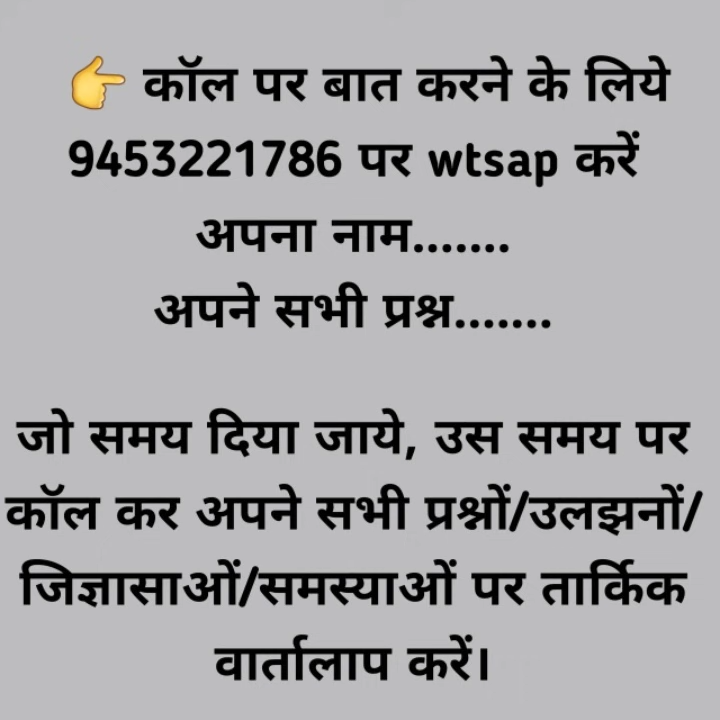 👉 कॉल पर बात करने के लिये
9453221786 पर wtsap करें
अपना नाम.......
अपने सभी प्रश्न.......
जो समय दिया जाये, उस समय पर
कॉल कर अपने सभी प्रश्नों/उलझनों/
जिज्ञासाओं/समस्याओं पर तार्किक
वार्तालाप करें।